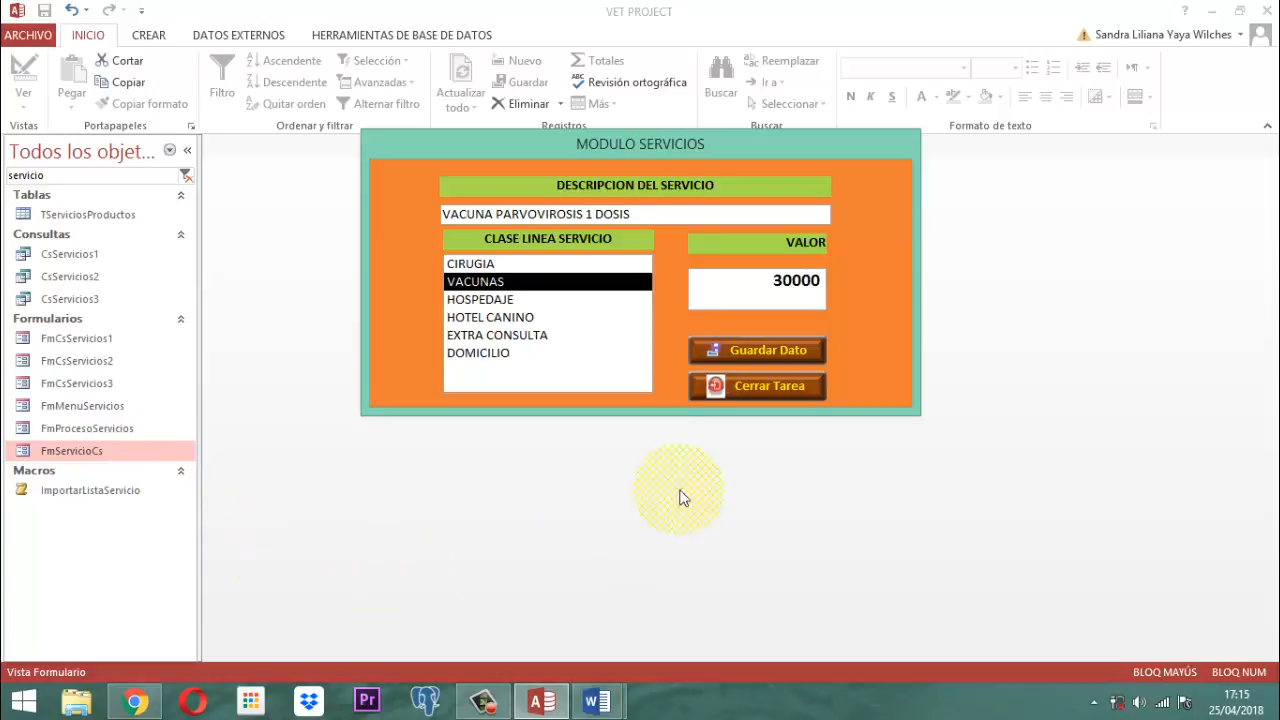 VET PROJECT
ARCHIVO INICIO CREAR DATOS EXTERNOS HERRAMIENTAS DE BASE DE DATOS Sandra Liliana Yaya Wilches
Ver
Vistas
Pegar
Cortar
Copiar
Copiar formato
Portapapeles
Filtro
Ascendente
Descendente
Quitar orden
Selección
Avanzadas
Alternar filtro
Ordenar y filtrar
Actualizar
todo
Nuevo
Guardar
Eliminar
Totales
Revisión ortográfica
Más
Registros
Buscar
Reemplazar
Ir a
Seleccionar
Buscar
N K S
A
Formato de texto
Todos los objet...
servicio
Tablas
TServiciosProductos
Consultas
CsServicios1
CsServicios2
CsServicios3
Formularios
FmCsServicios1
FmCsServicios2
FmCsServicios3
FmMenuServicios
FmProcesoServicios
FmServicioCs
Macros
ImportarListaServicio
MODULO SERVICIOS
DESCRIPCION DEL SERVICIO
VACUNA PARVOVIROSIS 1 DOSIS
CLASE LINEA SERVICIO
CIRUGIA
VACUNAS
HOSPEDAJE
HOTEL CANINO
EXTRA CONSULTA
DOMICILIO
VALOR
30000
Guardar Dato
Cerrar Tarea
Vista Formulario
BLOQ MAYÚS BLOQ NUM
Pr
17:15
25/04/2018